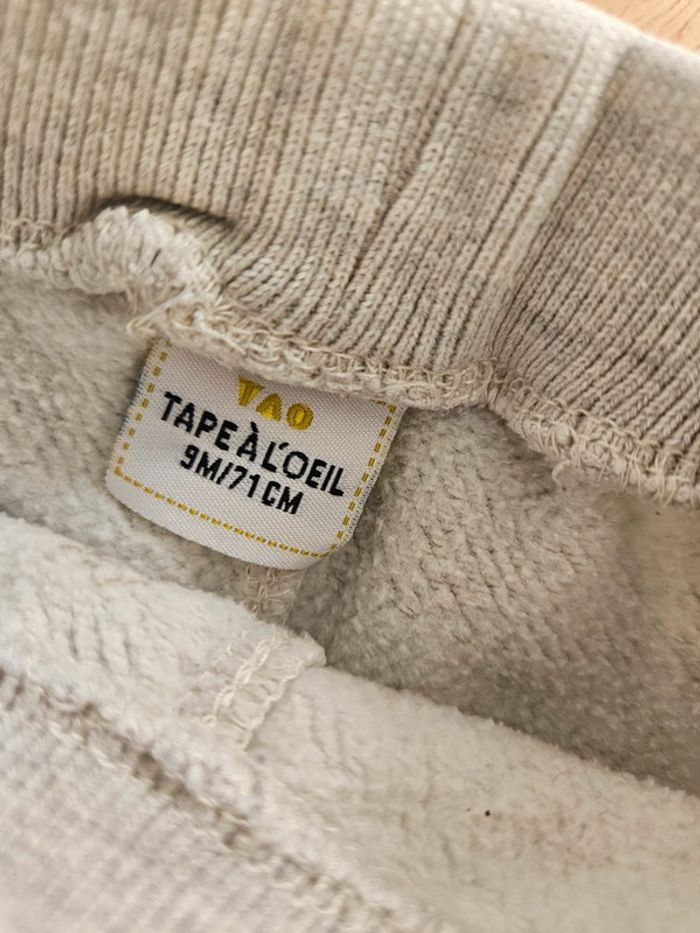 TAO
TAPE À L'OEIL
9M/71CM